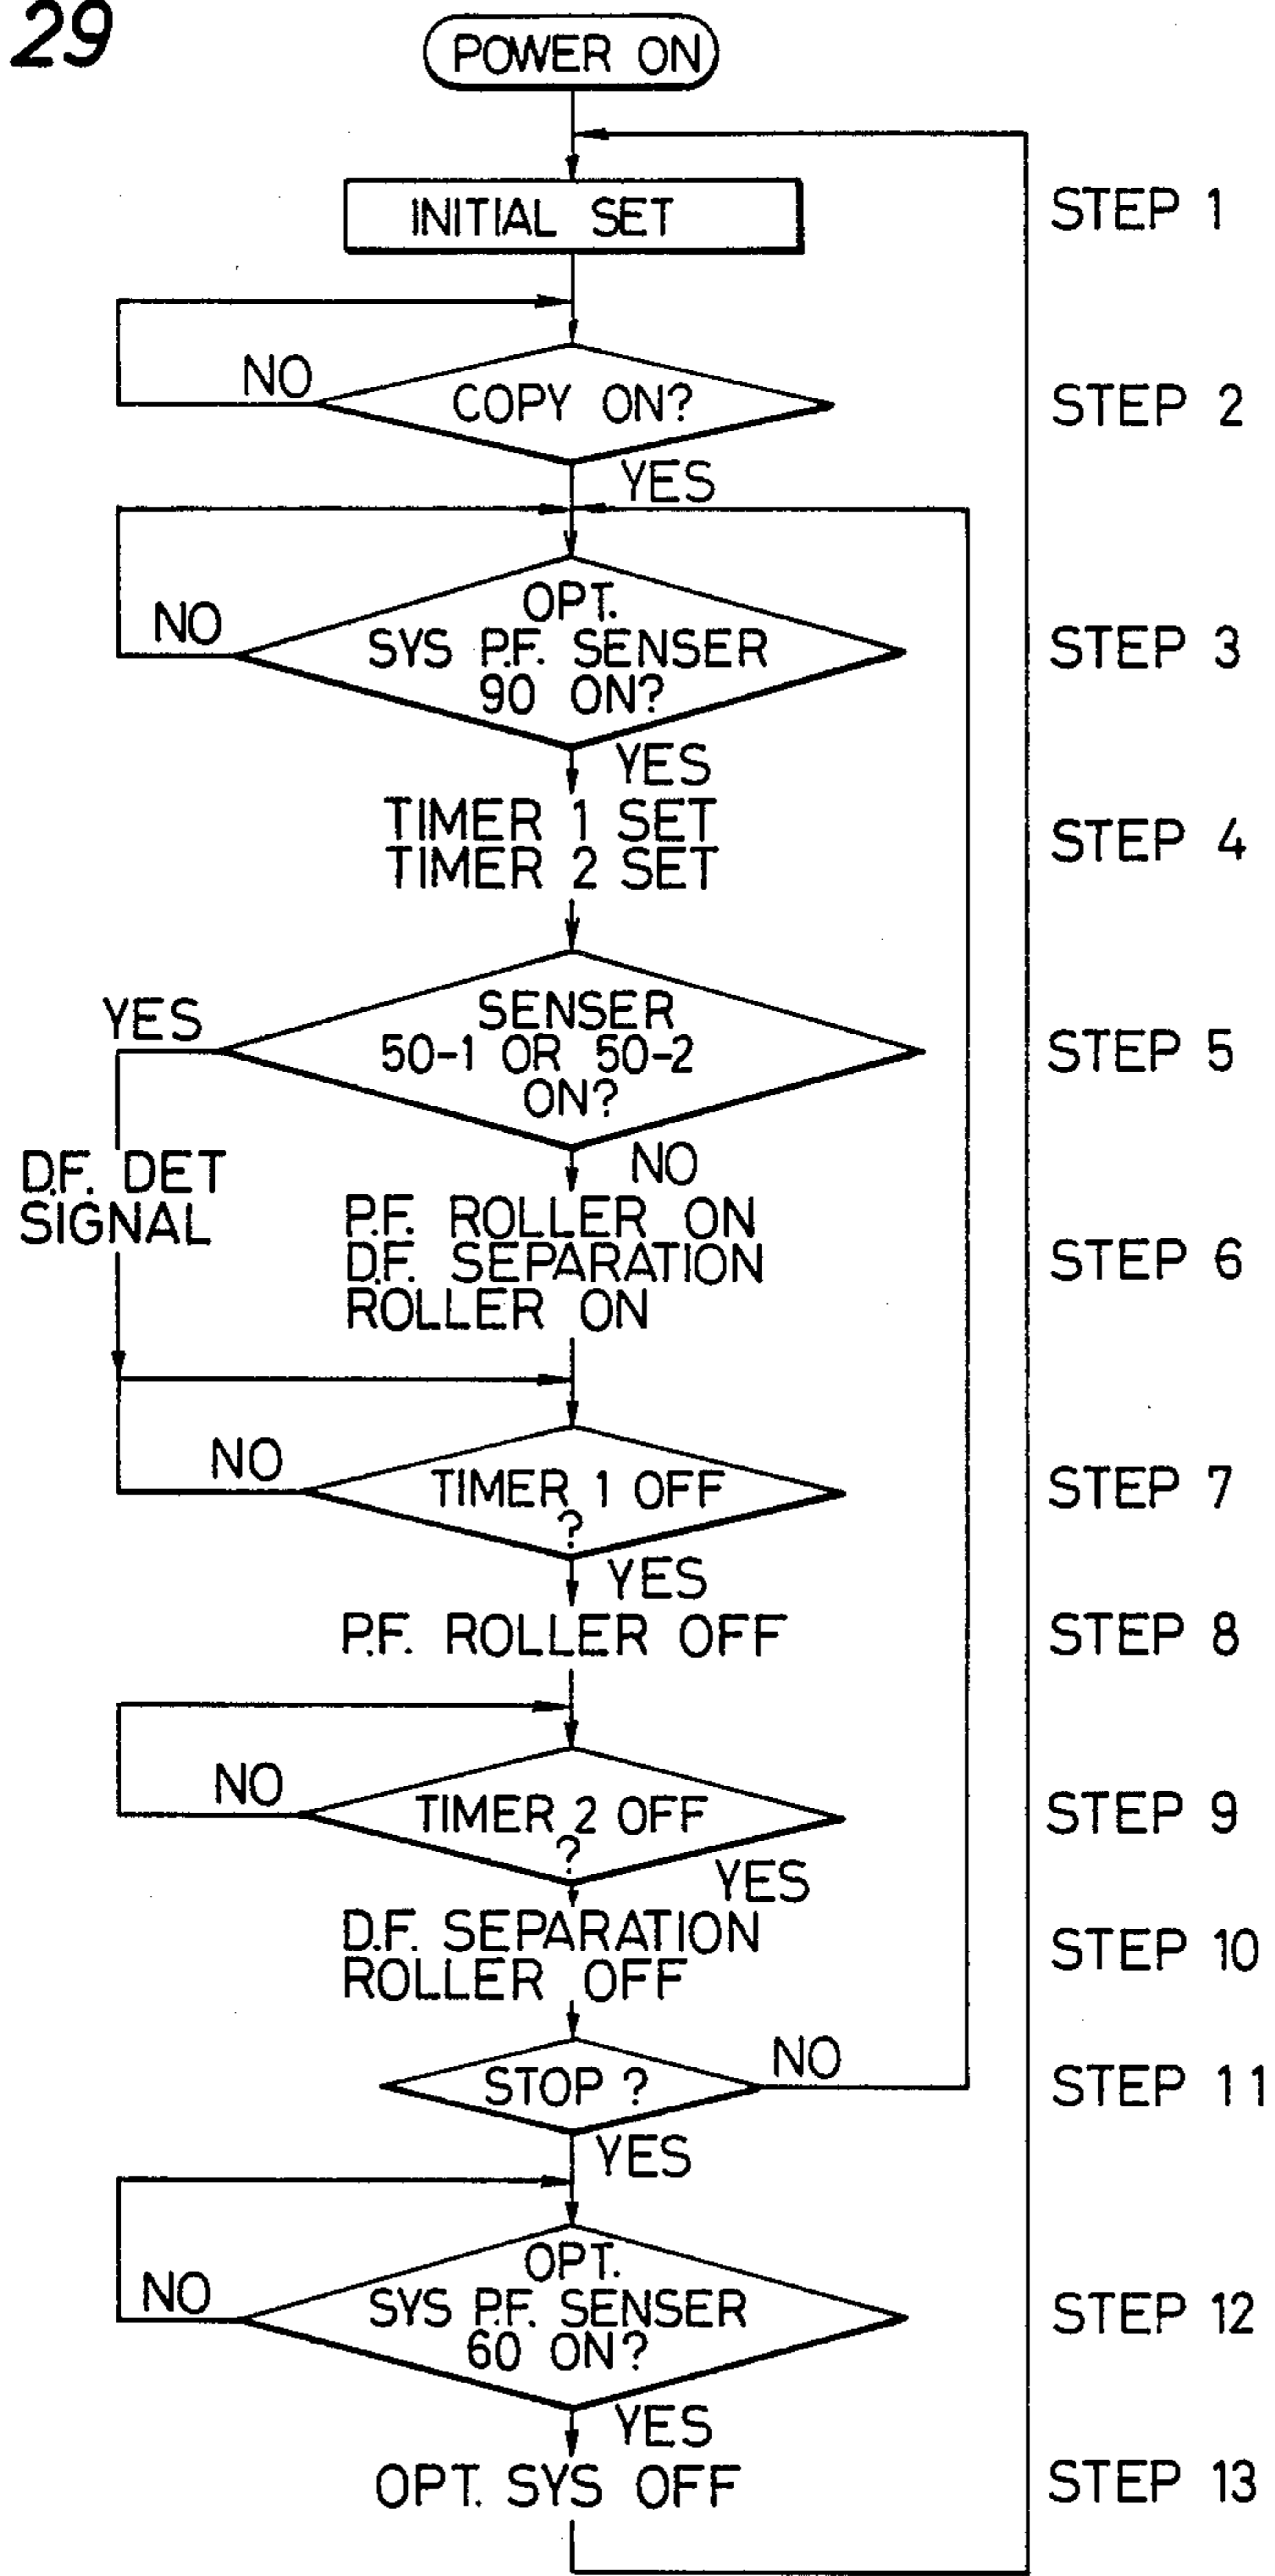 29
POWER ON
INITIAL SET
STEP 1
NO
COPY ON?
STEP 2
YES
NO
OPT.
SYS P.F. SENSER
90 ON?
STEP 3
YES
TIMER 1 SET
TIMER 2 SET
STEP 4
YES
SENSER
50-1 OR 50-2
ON?
STEP 5
NO
D.F. DET
SIGNAL
P.F. ROLLER ON
D.F. SEPARATION
ROLLER ON
STEP 6
NO
TIMER 1 OFF
?
STEP 7
YES
P.F. ROLLER OFF
STEP 8
NO
TIMER 2 OFF
?
STEP 9
YES
D.F. SEPARATION
ROLLER OFF
STEP 10
STOP ?
NO
STEP 11
YES
NO
OPT.
SYS P.F. SENSER
60 ON?
STEP 12
YES
OPT. SYS OFF
STEP 13